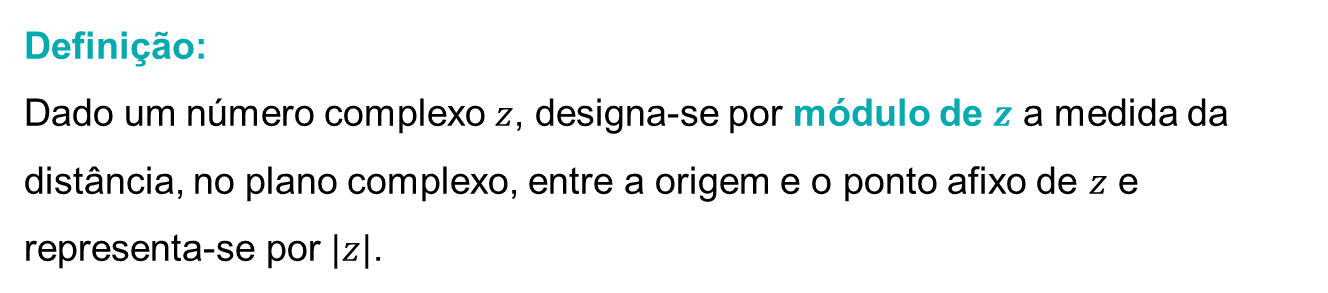 Definição:
Dado um número complexo z, designa-se por módulo de z a medida da
distância, no plano complexo, entre a origem e o ponto afixo de z e
representa-se por |z|.